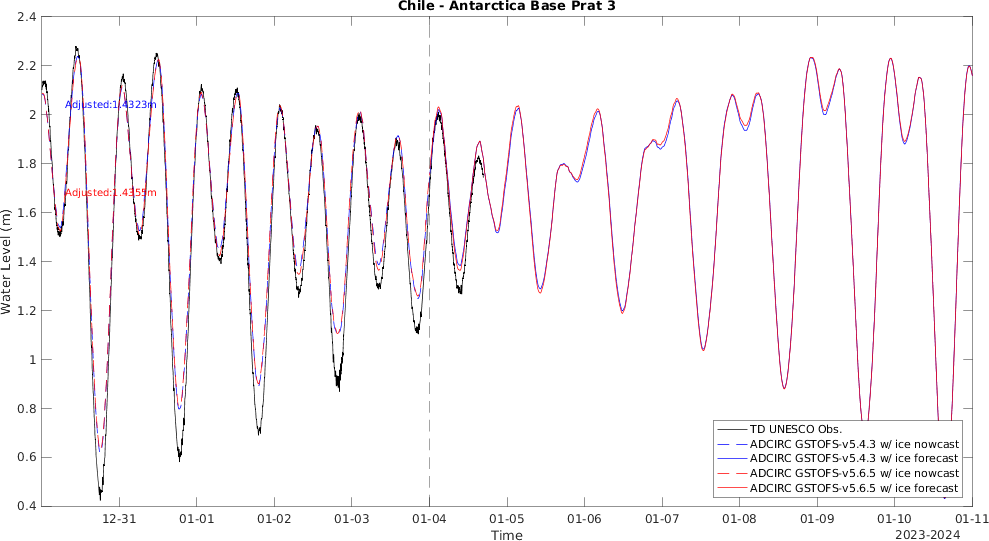 Chile - Antarctica Base Prat 3
2.4
2.2
2
1.8
1.6
1.4
1.2
1
0.8
0.6
0.4
Water Level (m)
Adjusted:1.4323m
Adjusted:1.4355m
TD UNESCO Obs.
ADCIRC GSTOFS-v5.4.3 w/ ice nowcast
ADCIRC GSTOFS-v5.4.3 w/ ice forecast
ADCIRC GSTOFS-v5.6.5 w/ ice nowcast
ADCIRC GSTOFS-v5.6.5 w/ ice forecast
12-31 01-01 01-02 01-03 01-04 01-05 01-06 01-07 01-08 01-09 01-10 01-11
Time
2023-2024